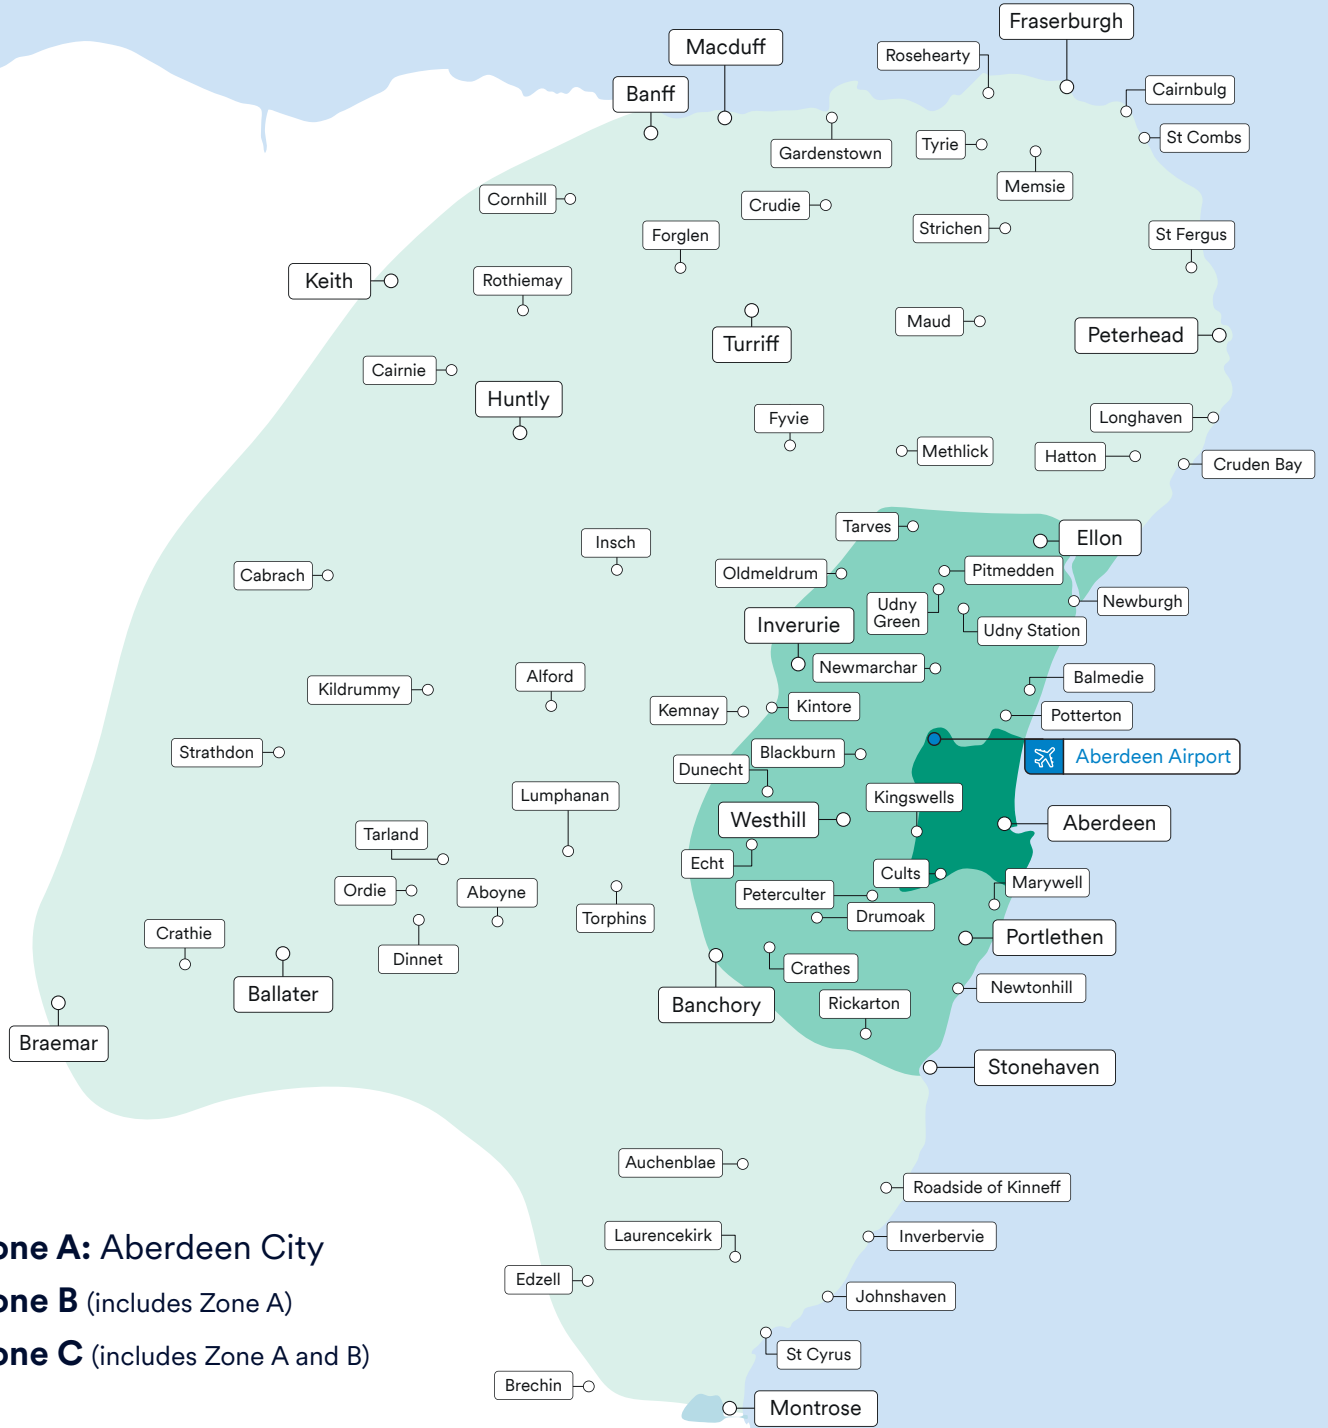 Fraserburgh
Macduff
Rosehearty
Banff
Cairnbulg
St Combs
Tyrie
Gardenstown
Memsie
Cornhill
Crudie
Strichen
Forglen
St Fergus
Keith
Rothiemay
Maud
Peterhead
Turriff
Cairnie
Huntly
Fyvie
Longhaven
Methlick
Hatton
Cruden Bay
Tarves
Ellon
Insch
Cabrach
Oldmeldrum
Pitmedden
Newburgh
Udny
Green
Inverurie
Udny Station
Newmarchar
Alford
Balmedie
Kildrummy
Kemnay
Kintore
Potterton
Strathdon
Blackburn
Aberdeen Airport
Dunecht
Lumphanan
Kingswells
Westhill
Aberdeen
Tarland
Echt
Cults
Marywell
Ordie
Aboyne
Peterculter
Torphins
Drumoak
Crathie
Portlethen
Dinnet
Crathes
Ballater
Newtonhill
Banchory
Rickarton
Braemar
Stonehaven
Auchenblae
Roadside of Kinneff
Laurencekirk
Inverbervie
one A: Aberdeen City
Edzell
Johnshaven
one B (includes Zone A)
St Cyrus
one C (includes Zone A and B)
Brechin
Montrose